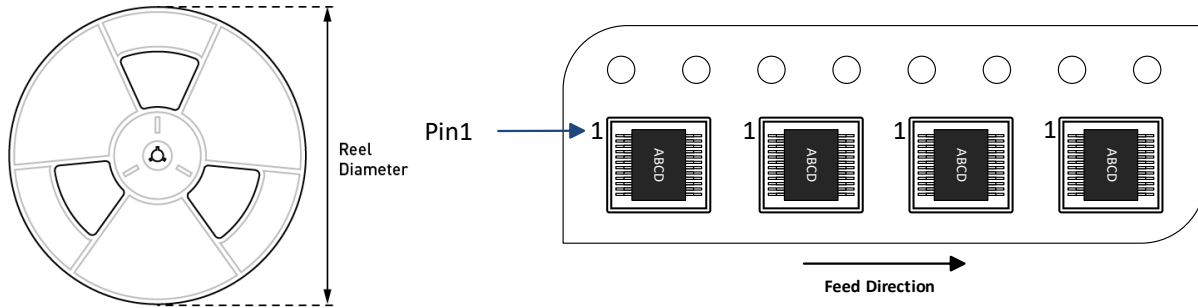 Reel
Diameter
Pin1
1 1 1 1
ABCD ABCD ABCD ABCD
Feed Direction